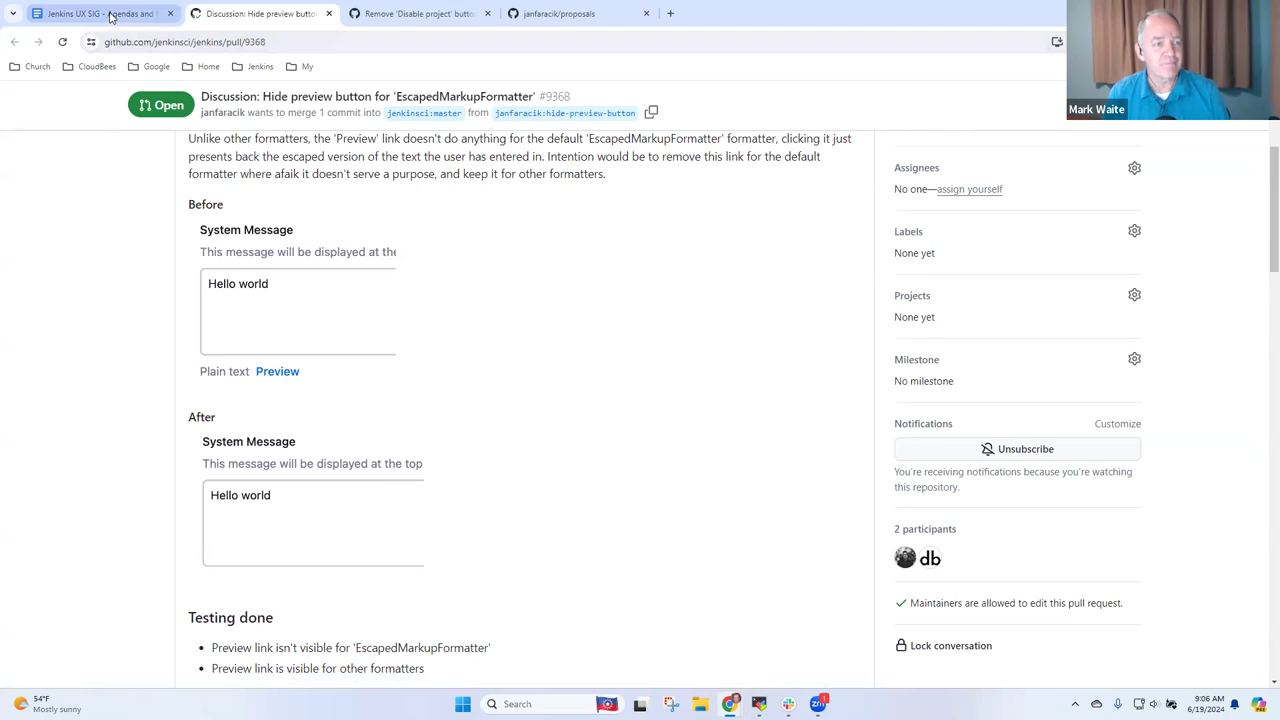 Jenkins UX SIG - Agendas and
Discussion: Hide preview button
Remove 'Disable project' button
janfaracik/proposals
github.com/jenkinsci/jenkins/pull/9368
Church
CloudBees
Google
Home
Jenkins
My
Open
Discussion: Hide preview button for 'EscapedMarkupFormatter' #9368
janfaracik wants to merge 1 commit into jenkinsci:master from janfaracik:hide-preview-button
Mark Waite
Unlike other formatters, the 'Preview' link doesn't do anything for the default 'EscapedMarkupFormatter' formatter, clicking it just
presents back the escaped version of the text the user has entered in. Intention would be to remove this link for the default
formatter where afaik it doesn't serve a purpose, and keep it for other formatters.
Before
System Message
This message will be displayed at the
Hello world
Plain text Preview
After
System Message
This message will be displayed at the top
Hello world
Testing done
Preview link isn't visible for 'EscapedMarkupFormatter'
Preview link is visible for other formatters
Assignees
No one—assign yourself
Labels
None yet
Projects
None yet
Milestone
No milestone
Notifications
Customize
Unsubscribe
You're receiving notifications because you're watching
this repository.
2 participants
db
Maintainers are allowed to edit this pull request.
Lock conversation
54°F
Mostly sunny
Search
zm
1
9:06 AM
6/19/2024